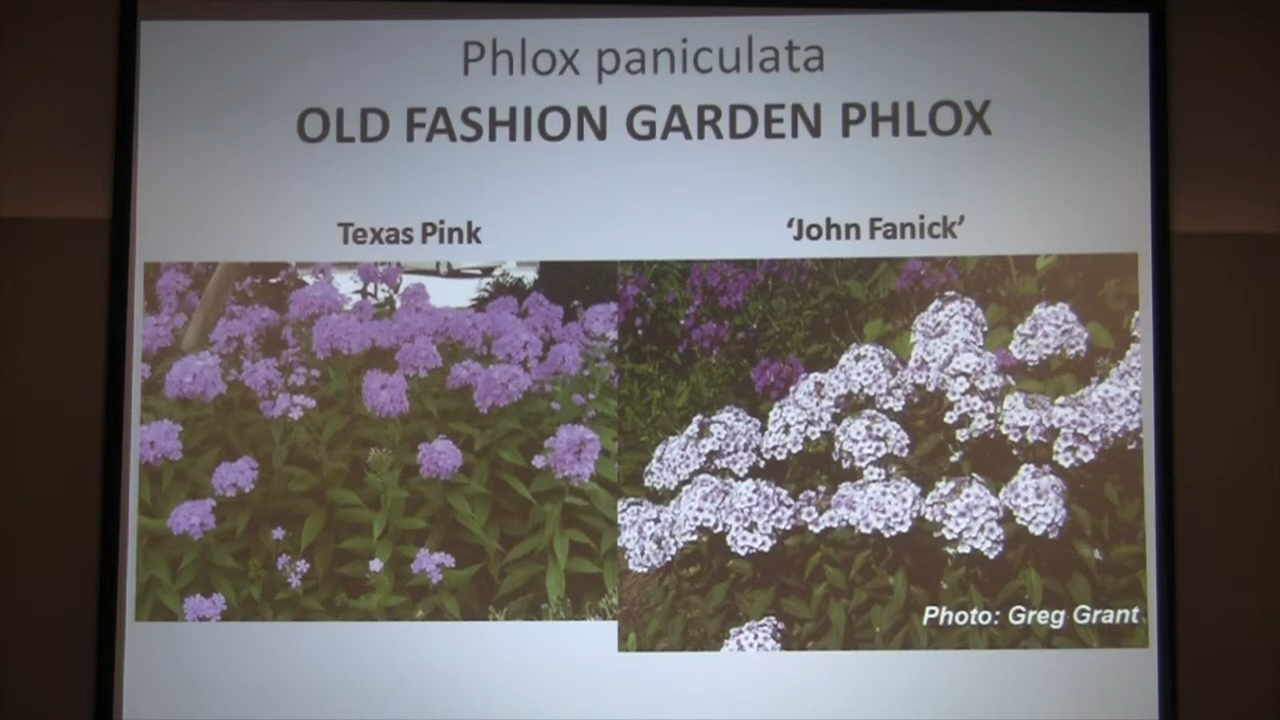 Phlox paniculata
OLD FASHION GARDEN PHLOX
Texas Pink
‘John Fanick’
Photo: Greg Grant